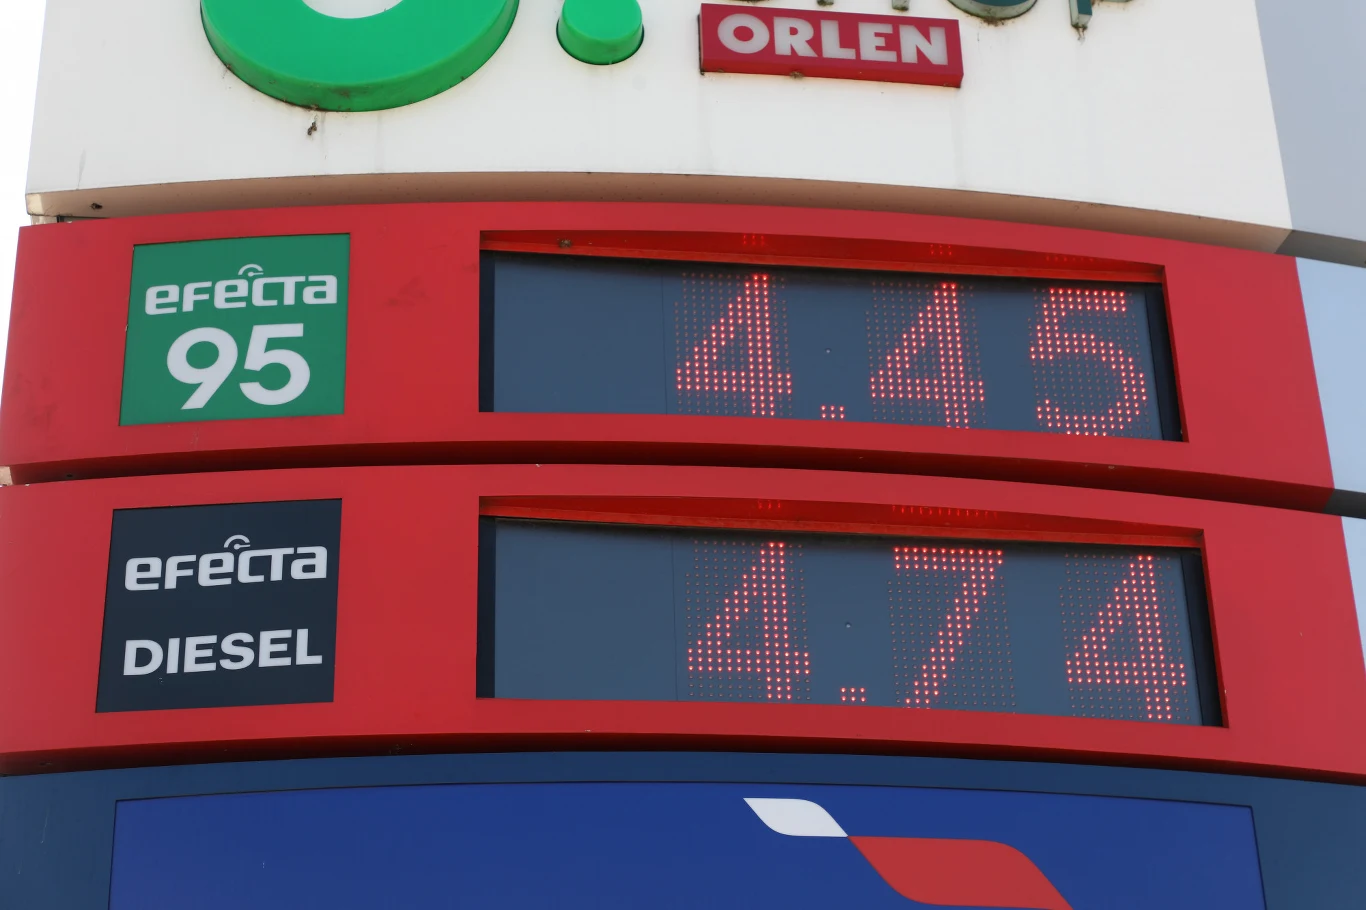 ORLEN
eFecta
95
4.45
eFecta
DIESEL
4.74